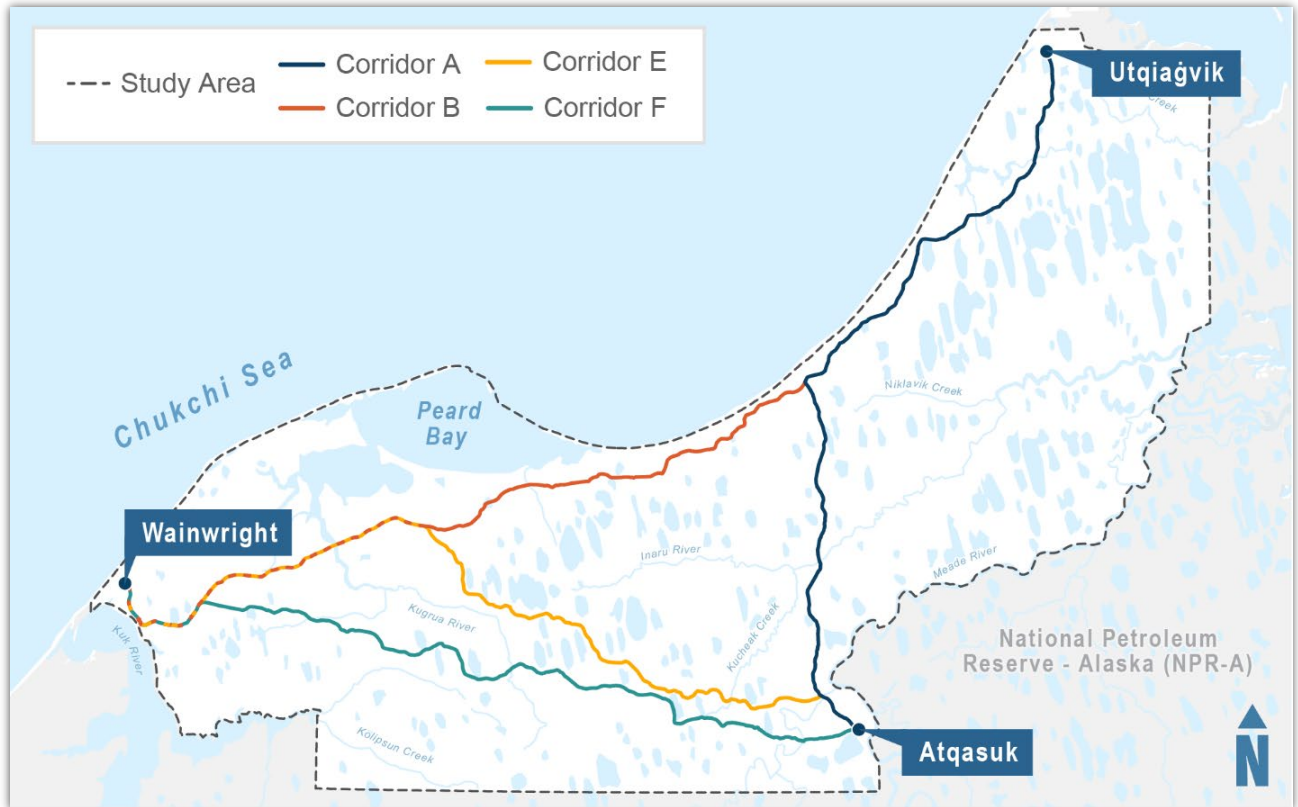 Study Area
Corridor A
Corridor E
Corridor B
Corridor F
Utqiaġvik
Creek
Chukchi Sea
Peard
Bay
Niklavik Creek
Wainwright
Inaru River
Meade River
Kugrua River
Kucheak Creek
Kuk River
National Petroleum
Reserve - Alaska (NPR-A)
Kolipsun Creek
Atqasuk
N